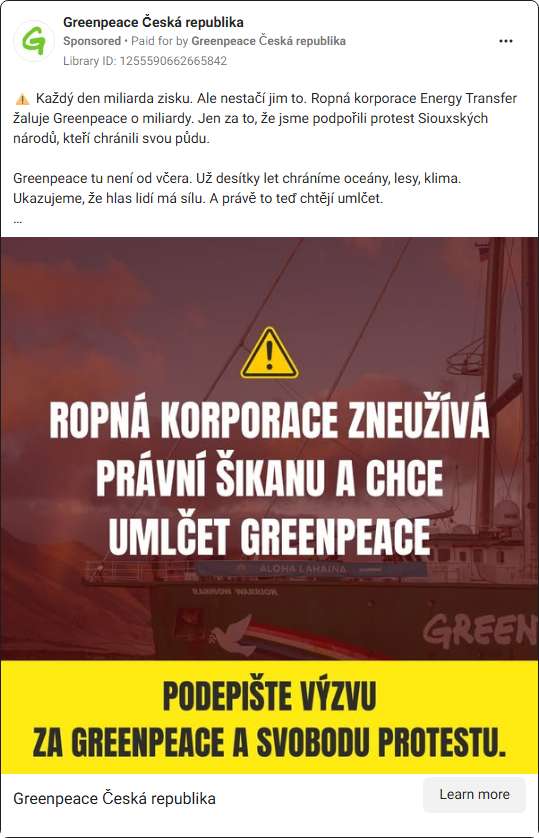 Greenpeace Česká republika
Sponsored • Paid for by Greenpeace Česká republika
Library ID: 1255590662665842
⚠️ Každý den miliarda zisku. Ale nestačí jim to. Ropná korporace Energy Transfer
žaluje Greenpeace o miliardy. Jen za to, že jsme podpořili protest Siouxských
národů, kteří chránili svou půdu.
Greenpeace tu není od včera. Už desítky let chráníme oceány, lesy, klima.
Ukazujeme, že hlas lidí má sílu. A právě to teď chtějí umlčet.
...
ROPNÁ KORPORACE ZNEUŽÍVÁ
PRÁVNÍ ŠIKANU A CHCE
UMLČET GREENPEACE
ALOHA LAHAINA
RAINBOW WARRIOR
GREEN
PODEPIŠTE VÝZVU
ZA GREENPEACE A SVOBODU PROTESTU.
Greenpeace Česká republika
Learn more